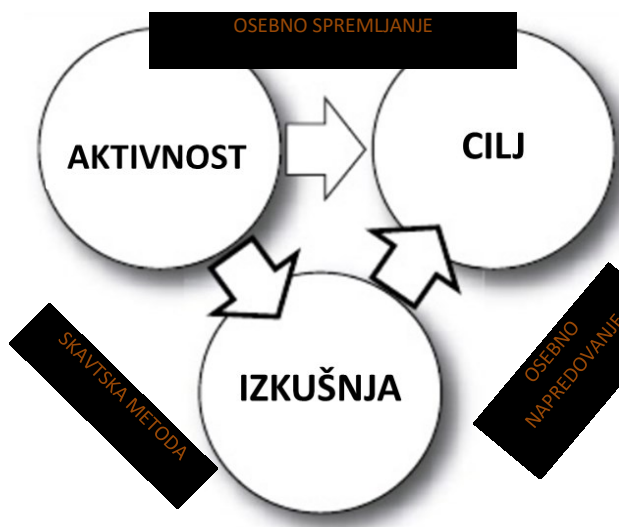 OSEBNO SPREMLJANJE
AKTIVNOST
CILJ
SKAVTSKA METODA
IZKUŠNJA
OSEBNO
NAPREDOVANJE